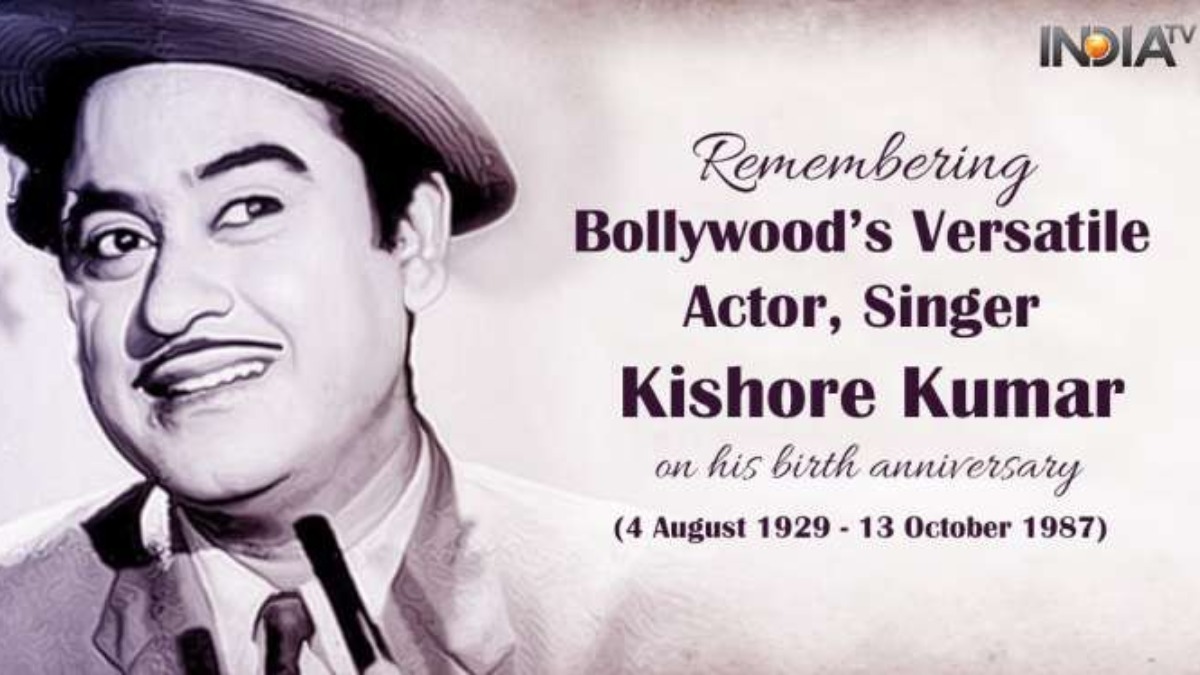 INDIA TV
Remembering
Bollywood's Versatile
Actor, Singer
Kishore Kumar
on his birth anniversary
(4 August 1929 - 13 October 1987)